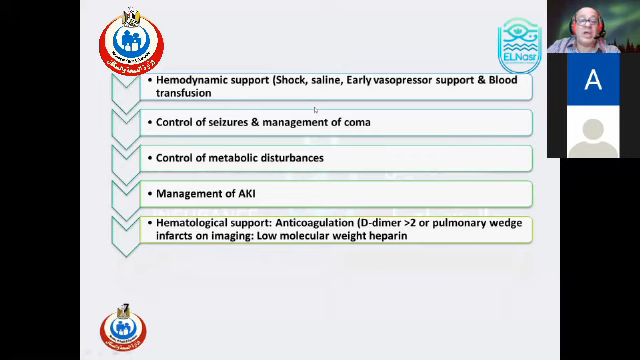 ELNasr
• Hemodynamic support (Shock, saline, Early vasopressor support & Blood
transfusion
• Control of seizures & management of coma
• Control of metabolic disturbances
• Management of AKI
• Hematological support: Anticoagulation (D-dimer >2 or pulmonary wedge
infarcts on imaging: Low molecular weight heparin
A